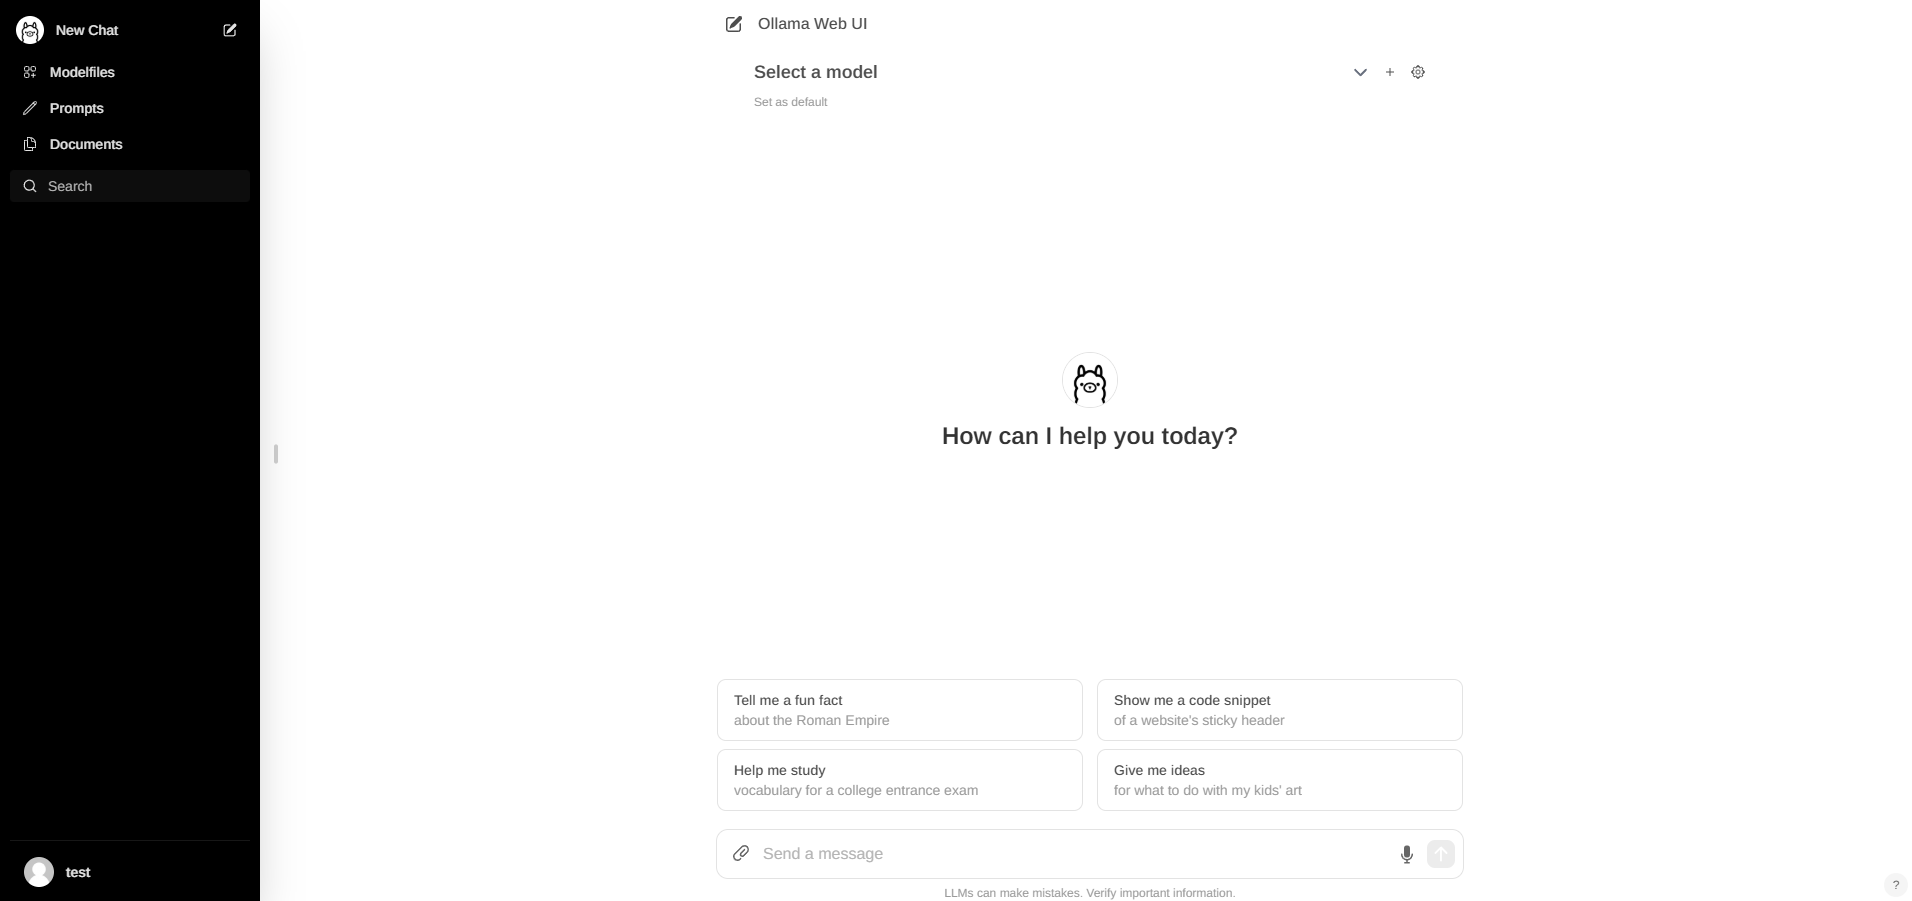 New Chat
Modelfiles
Prompts
Documents
Search
test
Ollama Web UI
Select a model
Set as default
How can I help you today?
Tell me a fun fact
about the Roman Empire
Show me a code snippet
of a website's sticky header
Help me study
vocabulary for a college entrance exam
Give me ideas
for what to do with my kids' art
Send a message
LLMs can make mistakes. Verify important information.
?